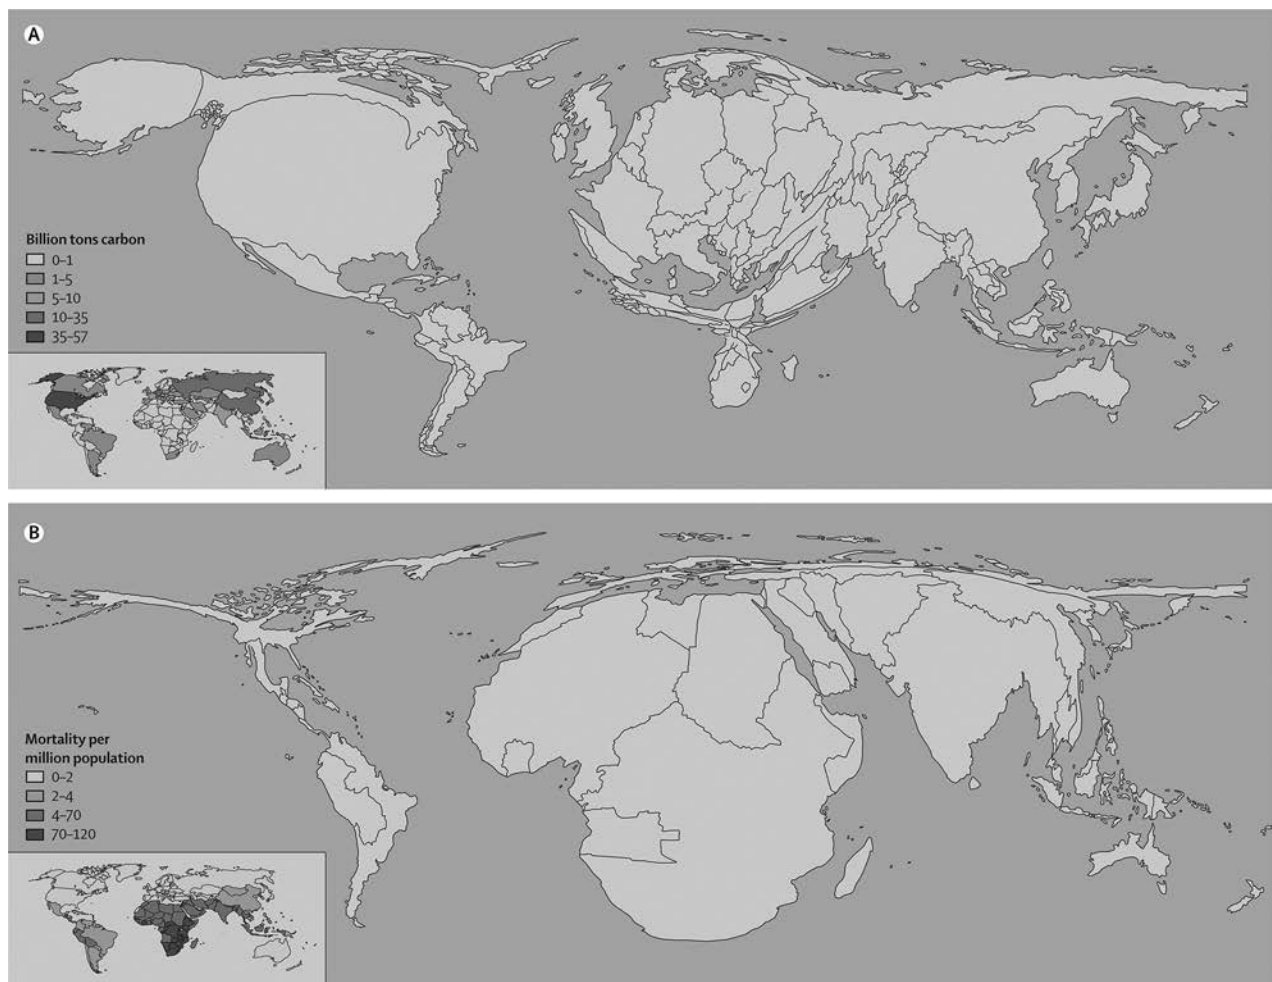 A
Billion tons carbon
0–1
1–5
5–10
10–35
35–57
B
Mortality per
million population
0–2
2–4
4–70
70–120